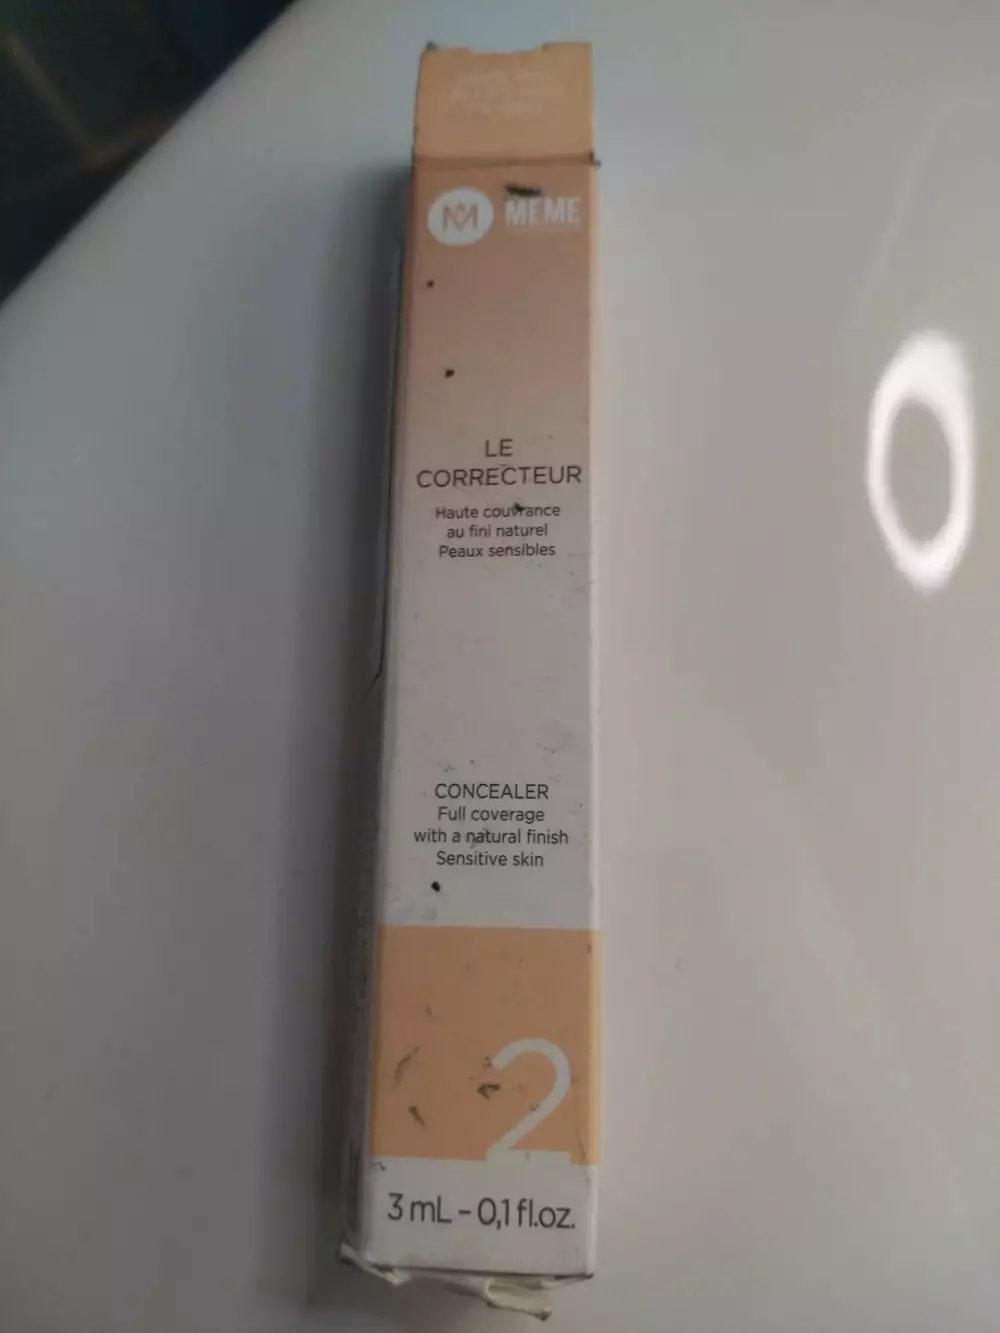 MÊME
LE
CORRECTEUR
Haute couvrance
au fini naturel
Peaux sensibles
CONCEALER
Full coverage
with a natural finish
Sensitive skin
2
3 mL - 0,1 fl.oz.